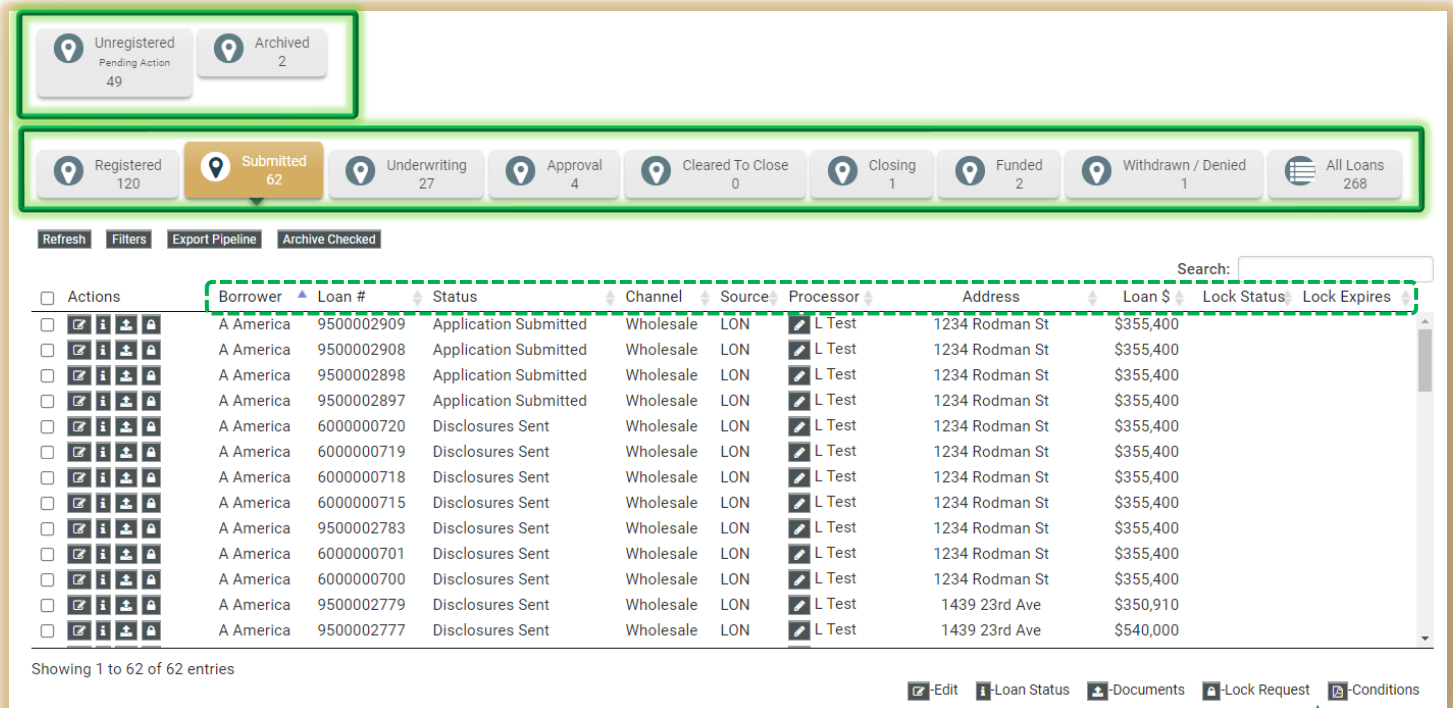 Unregistered
Pending Action
49
Archived
2
Registered
120
Submitted
62
Underwriting
27
Approval
4
Cleared To Close
0
Closing
1
Funded
2
Withdrawn / Denied
1
All Loans
268
Refresh Filters Export Pipeline Archive Checked
Search:
Actions Borrower Loan # Status Channel Source Processor Address Loan $ Lock Status Lock Expires
A America 9500002909 Application Submitted Wholesale LON L Test 1234 Rodman St $355,400
A America 9500002908 Application Submitted Wholesale LON L Test 1234 Rodman St $355,400
A America 9500002898 Application Submitted Wholesale LON L Test 1234 Rodman St $355,400
A America 9500002897 Application Submitted Wholesale LON L Test 1234 Rodman St $355,400
A America 6000000720 Disclosures Sent Wholesale LON L Test 1234 Rodman St $355,400
A America 6000000719 Disclosures Sent Wholesale LON L Test 1234 Rodman St $355,400
A America 6000000718 Disclosures Sent Wholesale LON L Test 1234 Rodman St $355,400
A America 6000000715 Disclosures Sent Wholesale LON L Test 1234 Rodman St $355,400
A America 9500002783 Disclosures Sent Wholesale LON L Test 1234 Rodman St $355,400
A America 6000000701 Disclosures Sent Wholesale LON L Test 1234 Rodman St $355,400
A America 6000000700 Disclosures Sent Wholesale LON L Test 1234 Rodman St $355,400
A America 9500002779 Disclosures Sent Wholesale LON L Test 1439 23rd Ave $350,910
A America 9500002777 Disclosures Sent Wholesale LON L Test 1439 23rd Ave $540,000
Showing 1 to 62 of 62 entries
-Edit -Loan Status -Documents -Lock Request -Conditions